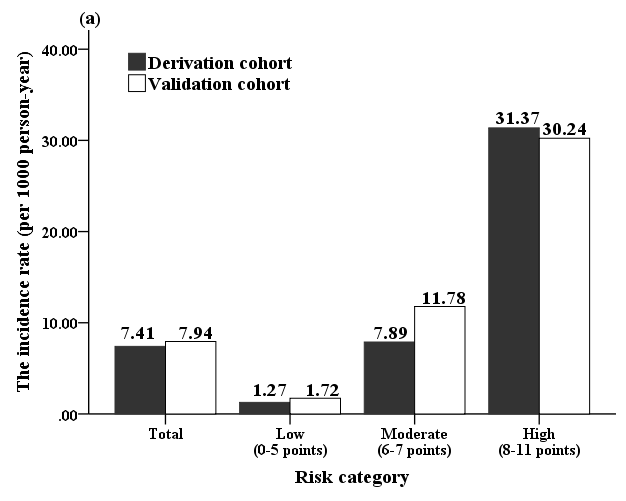 (a)
The incidence rate (per 1000 person-year)
40.00
30.00
20.00
10.00
.00
Derivation cohort
Validation cohort
7.41
7.94
1.27
1.72
7.89
11.78
31.37
30.24
Total
Low
(0-5 points)
Moderate
(6-7 points)
High
(8-11 points)
Risk category